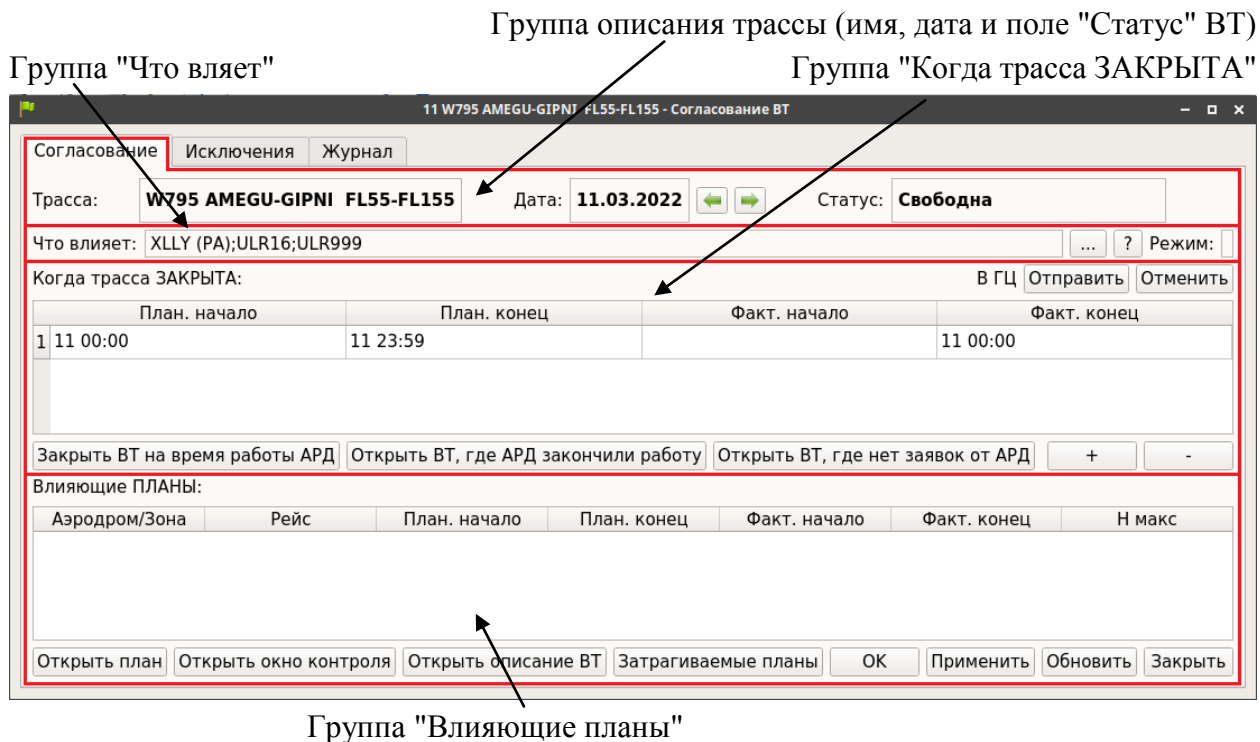 Группа описания трассы (имя, дата и поле "Статус" ВТ)
Группа "Что вляет" Группа "Когда трасса ЗАКРЫТА"
11 W795 AMEGU-GIPNI FL55-FL155 - Согласование ВТ
Согласование Исключения Журнал
Трасса: W795 AMEGU-GIPNI FL55-FL155 Дата: 11.03.2022 Статус: Свободна
Что влияет: XLLY (PA);ULR16;ULR999 ... ? Режим:
Когда трасса ЗАКРЫТА: В ГЦ Отправить Отменить
План. начало План. конец Факт. начало Факт. конец
1 11 00:00 11 23:59 11 00:00
Закрыть ВТ на время работы АРД Открыть ВТ, где АРД закончили работу Открыть ВТ, где нет заявок от АРД + -
Влияющие ПЛАНЫ:
Аэродром/Зона Рейс План. начало План. конец Факт. начало Факт. конец Н макс
Открыть план Открыть окно контроля Открыть описание ВТ Затрагиваемые планы OK Применить Обновить Закрыть
Группа "Влияющие планы"